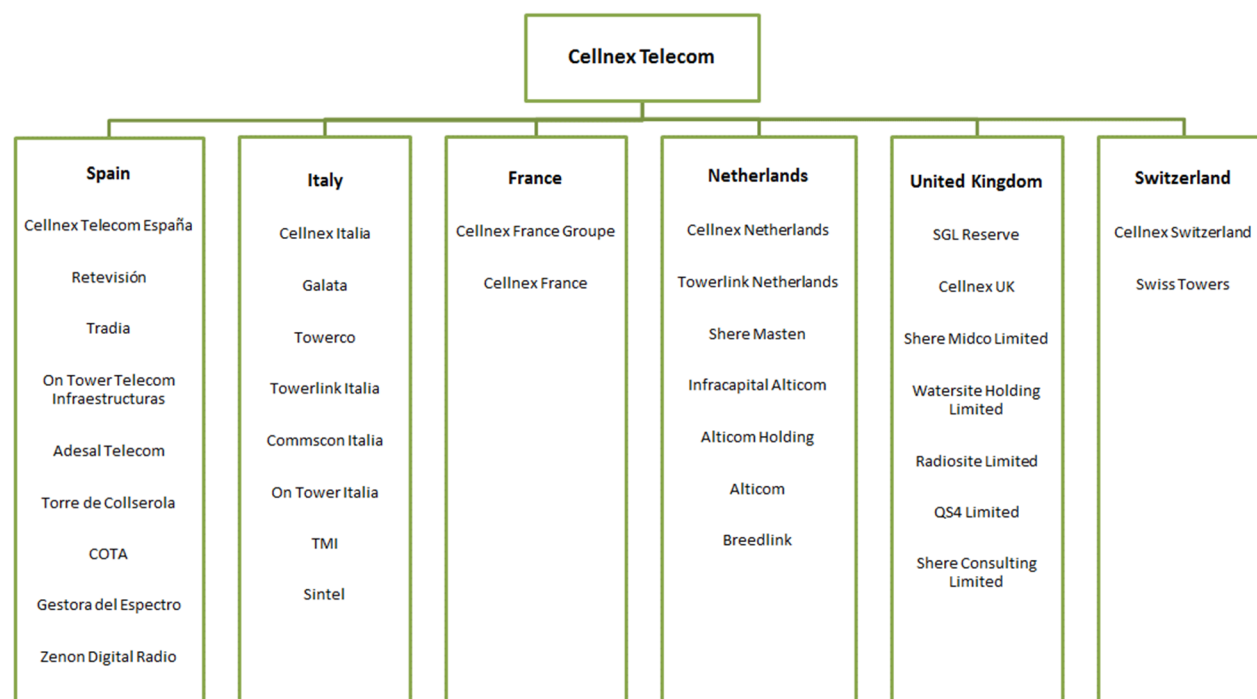 Cellnex Telecom
Spain
Cellnex Telecom España
Retevisión
Tradia
On Tower Telecom
Infraestructuras
Adesal Telecom
Torre de Collserola
COTA
Gestora del Espectro
Zenon Digital Radio
Italy
Cellnex Italia
Galata
Towerco
Towerlink Italia
Commscon Italia
On Tower Italia
TMI
Sintel
France
Cellnex France Groupe
Cellnex France
Netherlands
Cellnex Netherlands
Towerlink Netherlands
Shere Masten
Infracapital Alticom
Alticom Holding
Alticom
Breedlink
United Kingdom
SGL Reserve
Cellnex UK
Shere Midco Limited
Watersite Holding
Limited
Radiosite Limited
QS4 Limited
Shere Consulting
Limited
Switzerland
Cellnex Switzerland
Swiss Towers